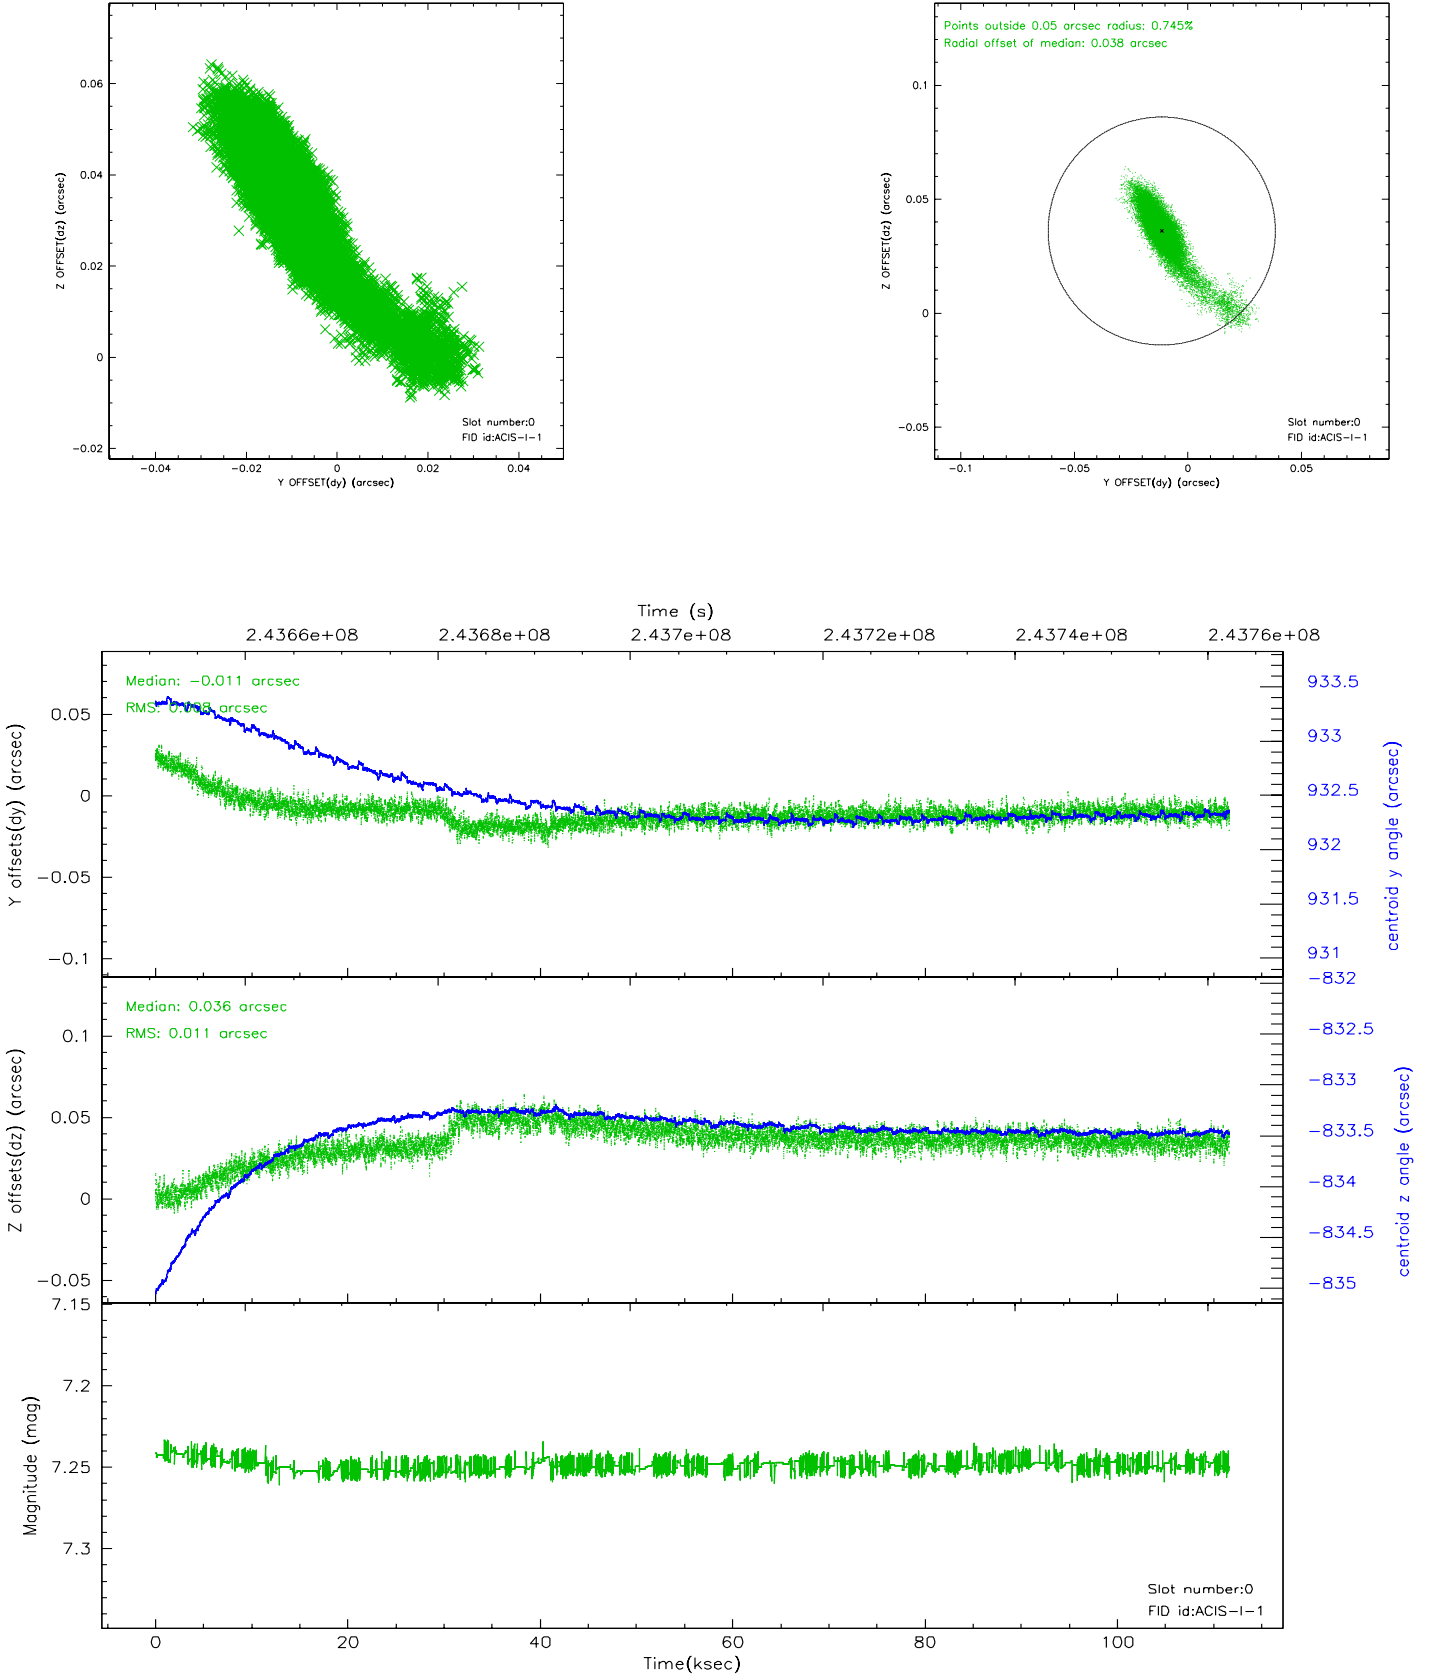 0.06
0.04
0.02
0
−0.02
Z OFFSET(dz) (arcsec)
Slot number:0
FID id:ACIS−I−1
−0.04
−0.02
0
0.02
0.04
Y OFFSET(dy) (arcsec)
Points outside 0.05 arcsec radius: 0.745%
Radial offset of median: 0.038 arcsec
0.1
0.05
0
−0.05
Z OFFSET(dz) (arcsec)
Slot number:0
FID id:ACIS−I−1
−0.1
−0.05
0
0.05
Y OFFSET(dy) (arcsec)
Time (s)
2.4366e+08
2.4368e+08
2.437e+08
2.4372e+08
2.4374e+08
2.4376e+08
Median: −0.011 arcsec
RMS: 0.008 arcsec
0.05
0
−0.05
−0.1
Y offsets(dy) (arcsec)
933.5
933
932.5
932
931.5
931
centroid y angle (arcsec)
Median: 0.036 arcsec
RMS: 0.011 arcsec
0.1
0.05
0
−0.05
Z offsets(dz) (arcsec)
−832
−832.5
−833
−833.5
−834
−834.5
−835
centroid z angle (arcsec)
7.15
7.2
7.25
7.3
Magnitude (mag)
Slot number:0
FID id:ACIS−I−1
0
20
40
60
80
100
Time(ksec)